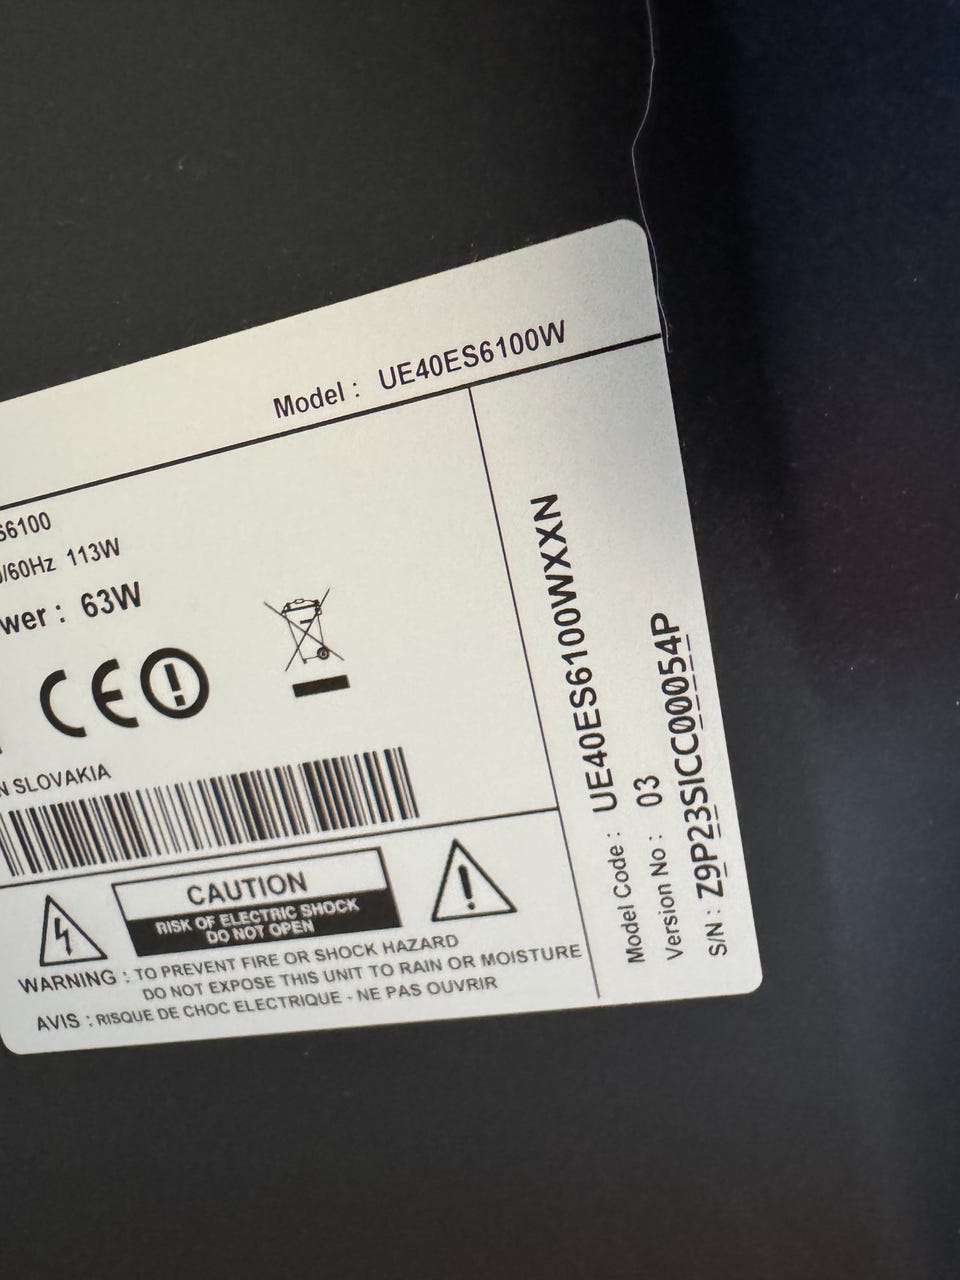 Model : UE40ES6100W
S6100
/60Hz 113W
wer : 63W
CE
N SLOVAKIA
CAUTION
RISK OF ELECTRIC SHOCK
DO NOT OPEN
WARNING : TO PREVENT FIRE OR SHOCK HAZARD
DO NOT EXPOSE THIS UNIT TO RAIN OR MOISTURE
AVIS : RISQUE DE CHOC ELECTRIQUE - NE PAS OUVRIR
Model Code : UE40ES6100WXXN
Version No : 03
S/N : Z9P23SICC00054P